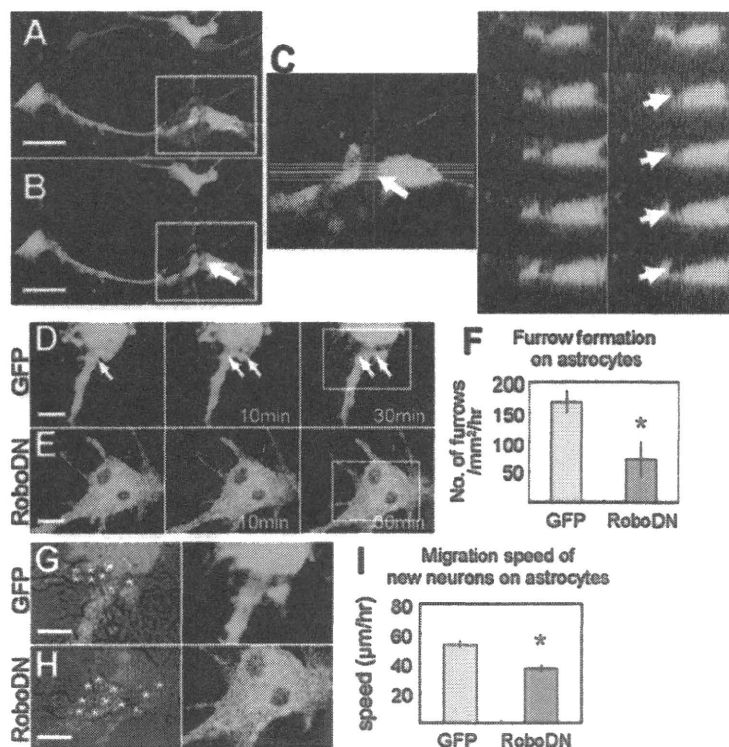 A
B
C
D
GFP
10min
30min
E
RoboDN
10min
30min
F
Furrow formation
on astrocytes
No. of furrows
/mm²/hr
200
150
100
50
*
GFP
RoboDN
G
GFP
H
RoboDN
I
Migration speed of
new neurons on astrocytes
speed (μm/hr)
80
60
40
20
*
GFP
RoboDN